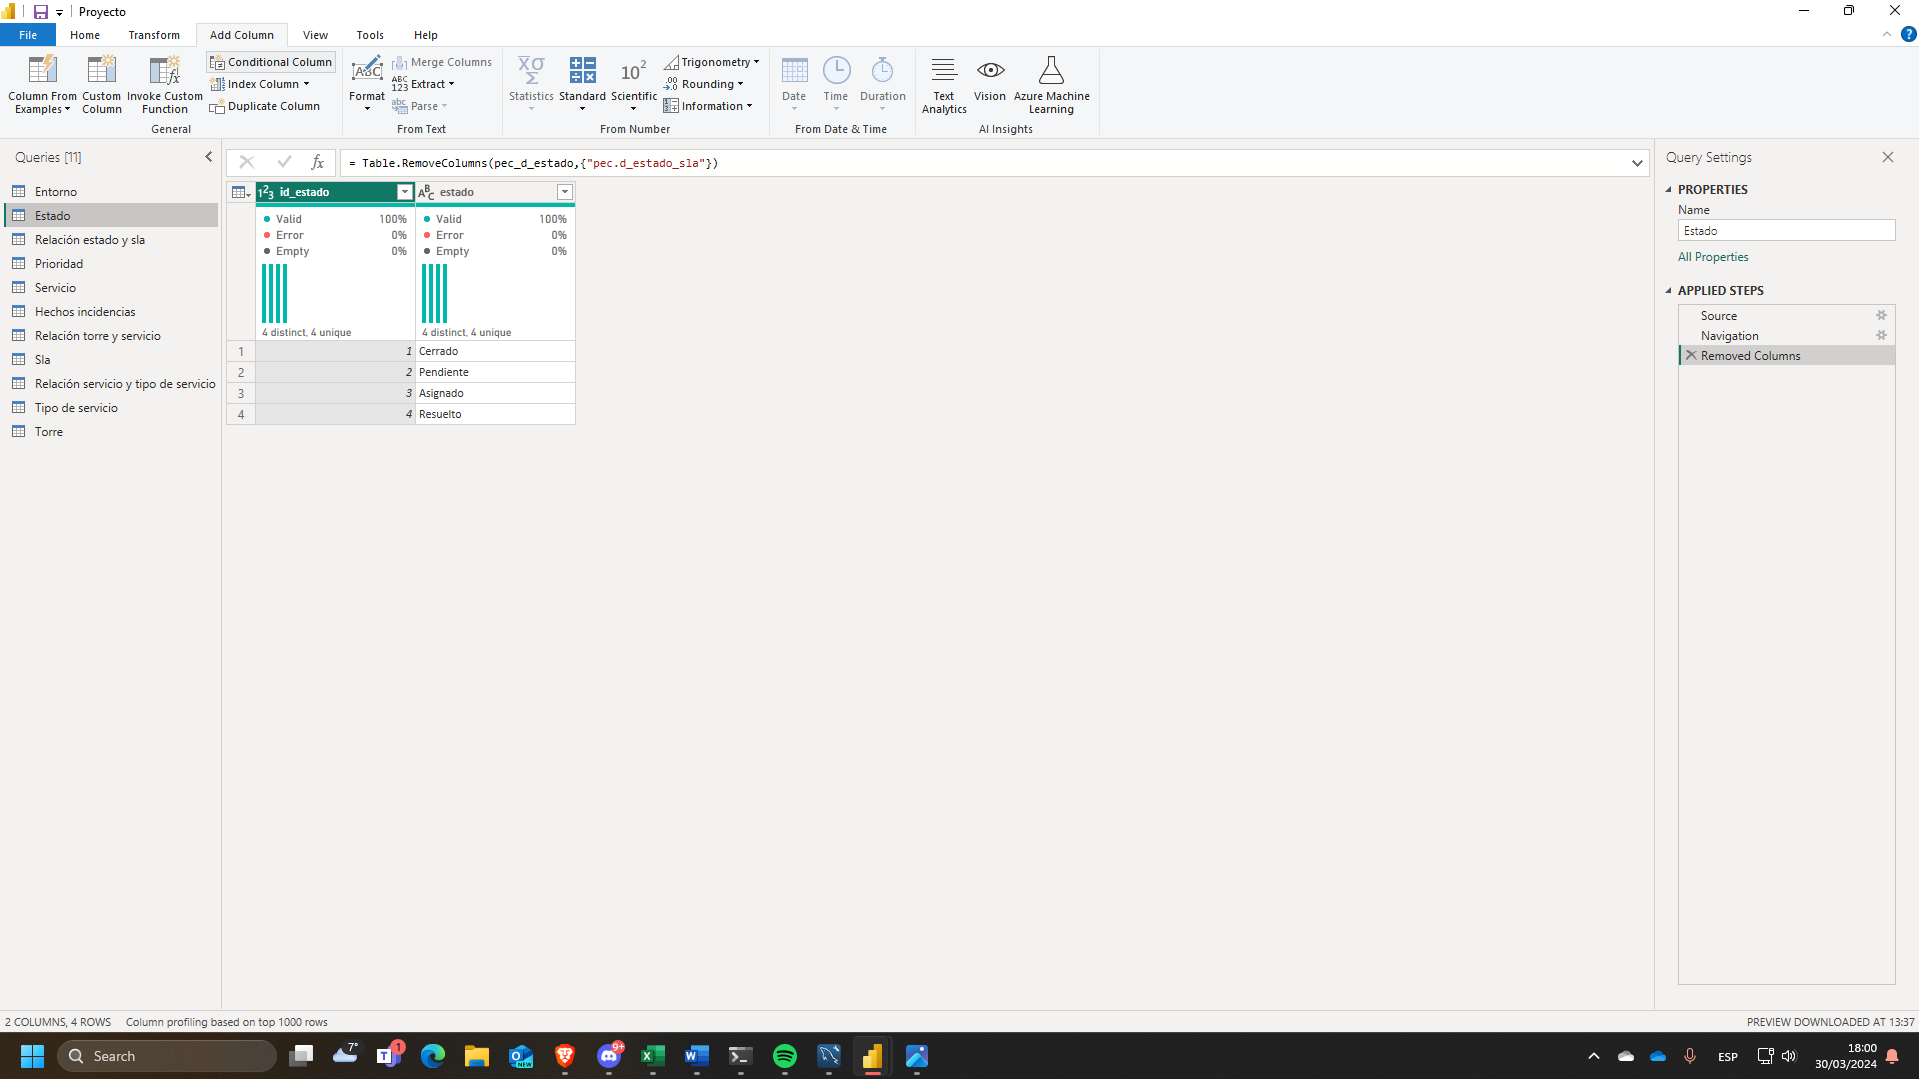 Proyecto
File Home Transform Add Column View Tools Help
Column From Examples
Custom Column
Invoke Custom Function
Conditional Column
Index Column
Duplicate Column
General
Format
Merge Columns
Extract
Parse
From Text
Statistics
Standard
Scientific
Trigonometry
Rounding
Information
From Number
Date
Time
Duration
From Date & Time
Text Analytics
Vision
Azure Machine Learning
AI Insights
Queries [11]
Entorno
Estado
Relación estado y sla
Prioridad
Servicio
Hechos incidencias
Relación torre y servicio
Sla
Relación servicio y tipo de servicio
Tipo de servicio
Torre
= Table.RemoveColumns(pec_d_estado,{"pec.d_estado_sla"})
id_estado estado
Valid 100% Valid 100%
Error 0% Error 0%
Empty 0% Empty 0%
4 distinct, 4 unique 4 distinct, 4 unique
1 1 Cerrado
2 2 Pendiente
3 3 Asignado
4 4 Resuelto
Query Settings
PROPERTIES
Name
Estado
All Properties
APPLIED STEPS
Source
Navigation
Removed Columns
2 COLUMNS, 4 ROWS Column profiling based on top 1000 rows
PREVIEW DOWNLOADED AT 13:37
Search
7°
1
9+
ESP
18:00
30/03/2024